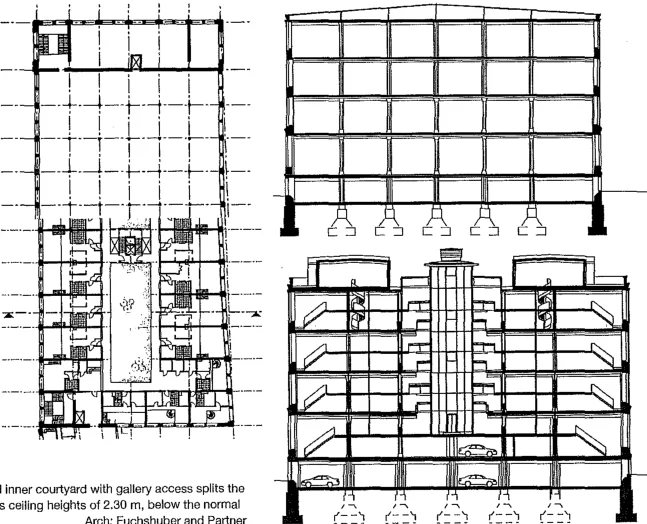 l inner courtyard with gallery access splits the
s ceiling heights of 2.30 m, below the normal
Arch: Fuchshuber and Partner